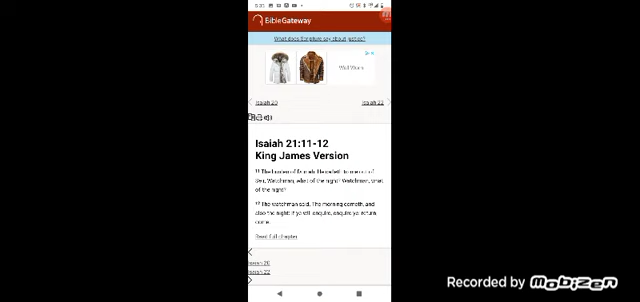 BibleGateway
What does Scripture say about justice?
Isaiah 20
Isaiah 22
Isaiah 21:11-12
King James Version
11 The burden of Dumah. He calleth to me out of
Seir, Watchman, what of the night? Watchman, what
of the night?
12 The watchman said, The morning cometh, and
also the night: if ye will enquire, enquire ye: return,
come.
Read full chapter
Isaiah 20
Isaiah 22
Recorded by Mobizen